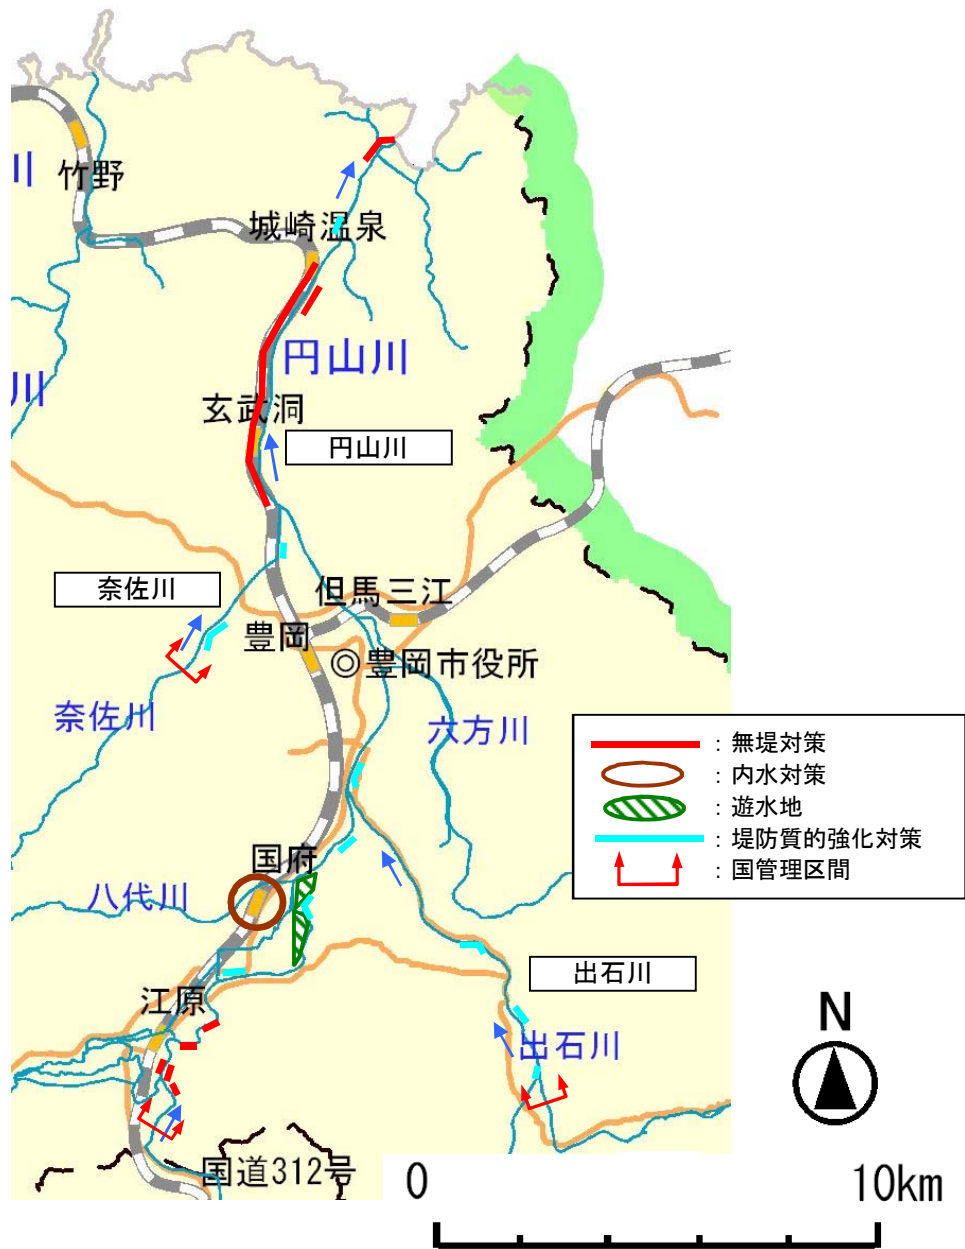 川
竹野
城崎温泉
川
円山川
玄武洞
円山川
奈佐川
但馬三江
豊岡
◎豊岡市役所
奈佐川
六方川
：無堤対策
：内水対策
：遊水地
：堤防質的強化対策
：国管理区間
国府
八代川
出石川
江原
出石川
N
国道312号
0
10km